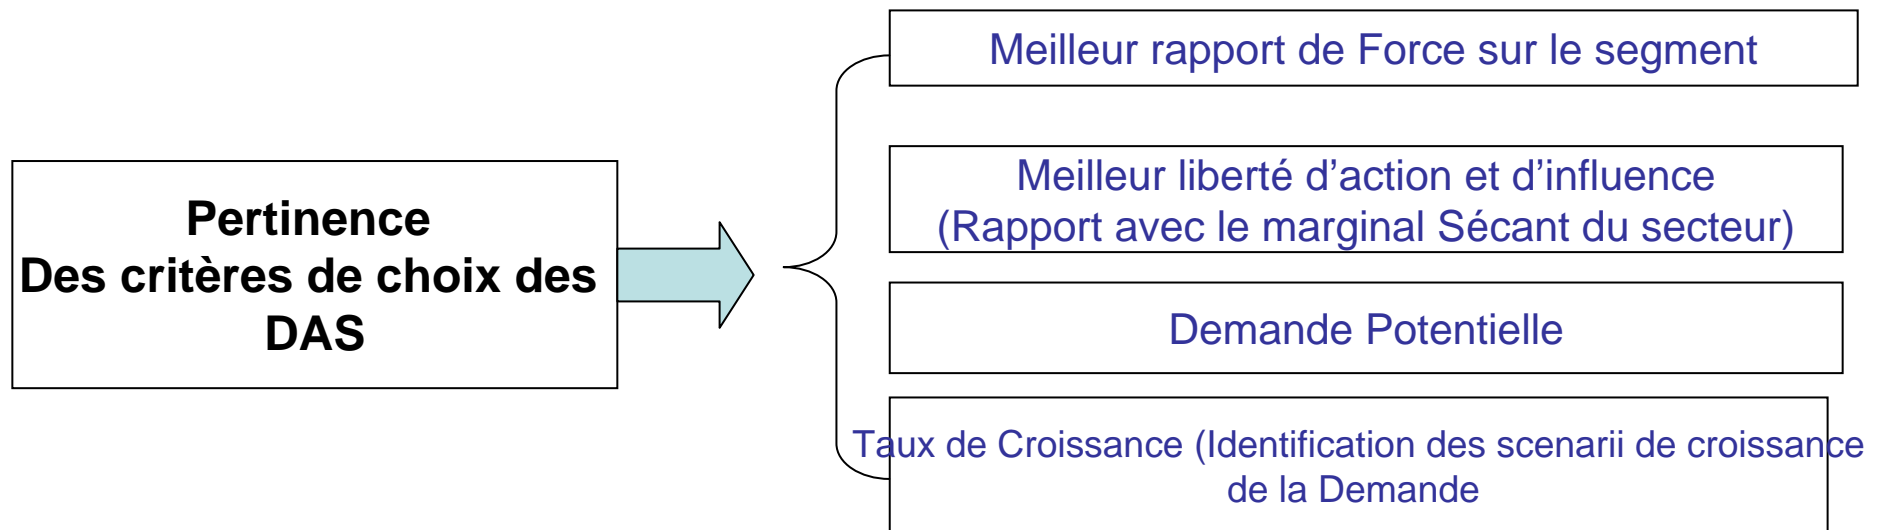 Pertinence
Des critères de choix des
DAS
Meilleur rapport de Force sur le segment
Meilleur liberté d’action et d’influence
(Rapport avec le marginal Sécant du secteur)
Demande Potentielle
Taux de Croissance (Identification des scenarii de croissance
de la Demande